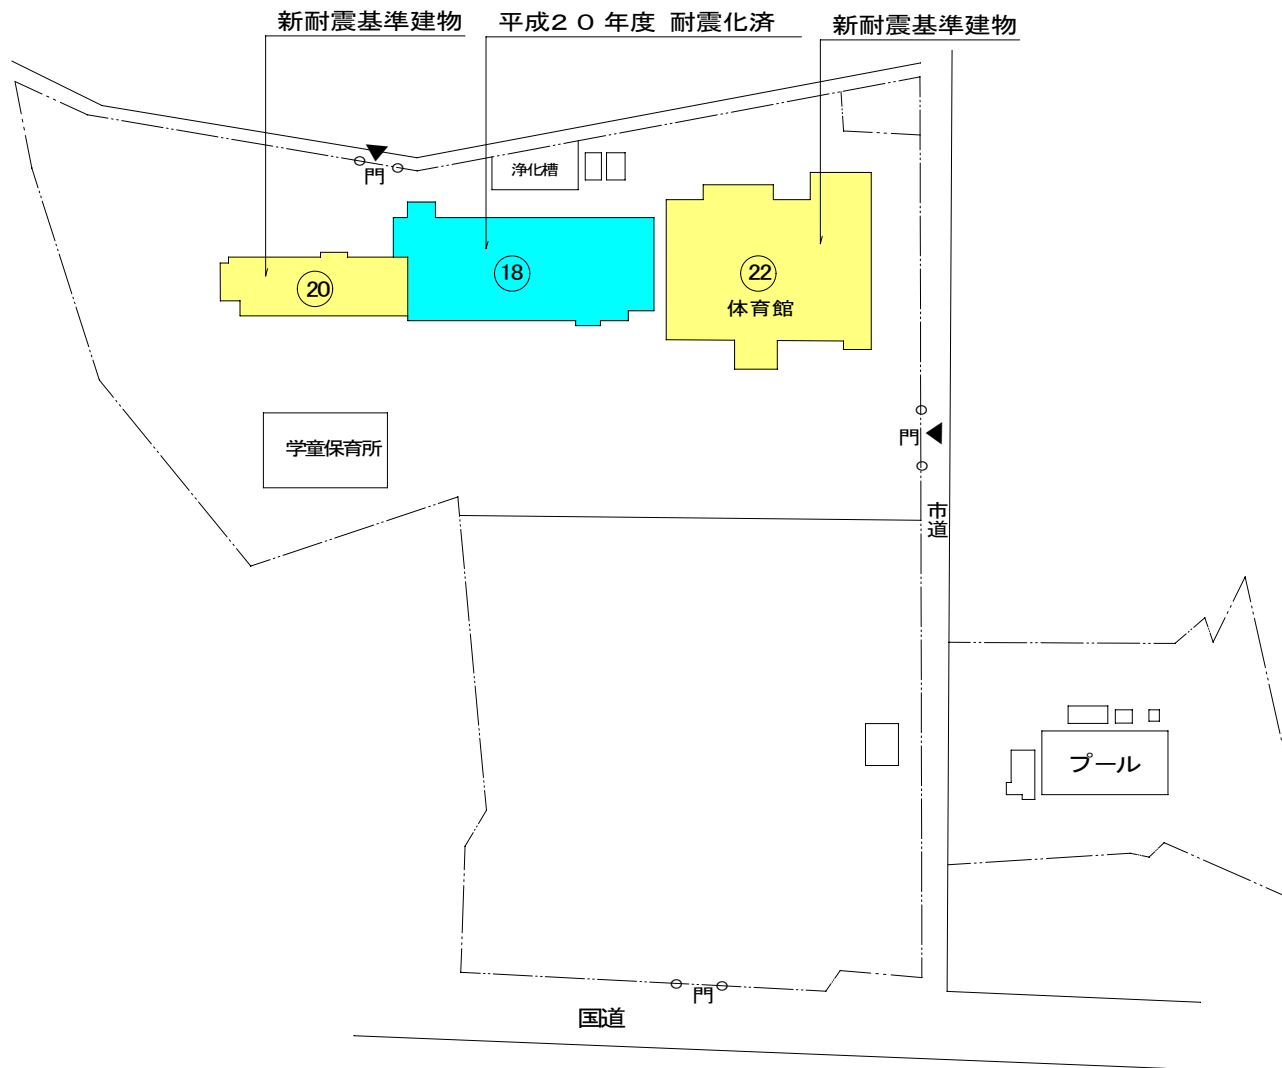 新耐震基準建物
平成20年度 耐震化済
新耐震基準建物
浄化槽
門
18
20
22
体育館
門
学童保育所
市道
プール
門
国道